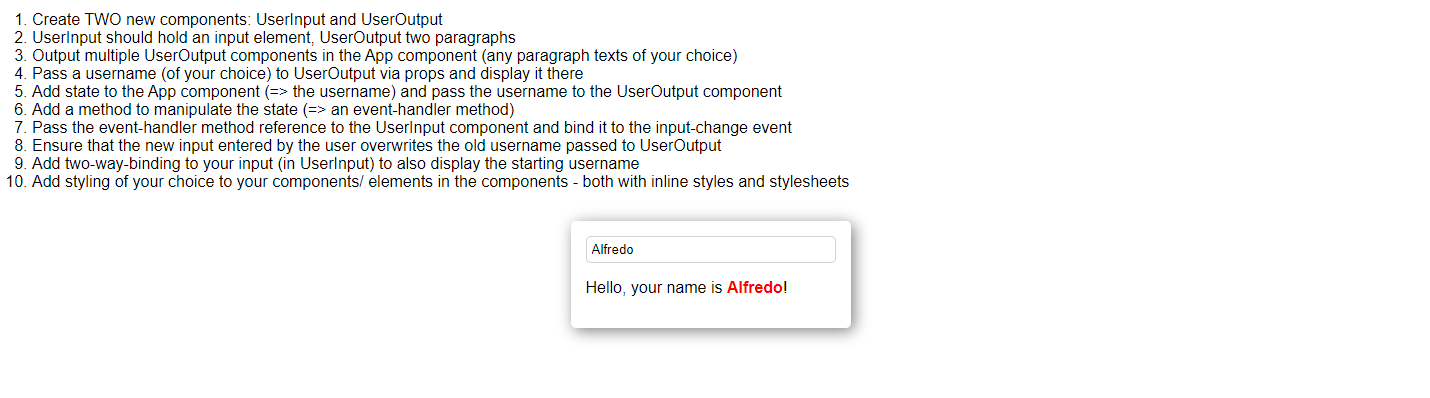 1. Create TWO new components: UserInput and UserOutput
2. UserInput should hold an input element, UserOutput two paragraphs
3. Output multiple UserOutput components in the App component (any paragraph texts of your choice)
4. Pass a username (of your choice) to UserOutput via props and display it there
5. Add state to the App component (=> the username) and pass the username to the UserOutput component
6. Add a method to manipulate the state (=> an event-handler method)
7. Pass the event-handler method reference to the UserInput component and bind it to the input-change event
8. Ensure that the new input entered by the user overwrites the old username passed to UserOutput
9. Add two-way-binding to your input (in UserInput) to also display the starting username
10. Add styling of your choice to your components/ elements in the components - both with inline styles and stylesheets
Alfredo
Hello, your name is Alfredo!